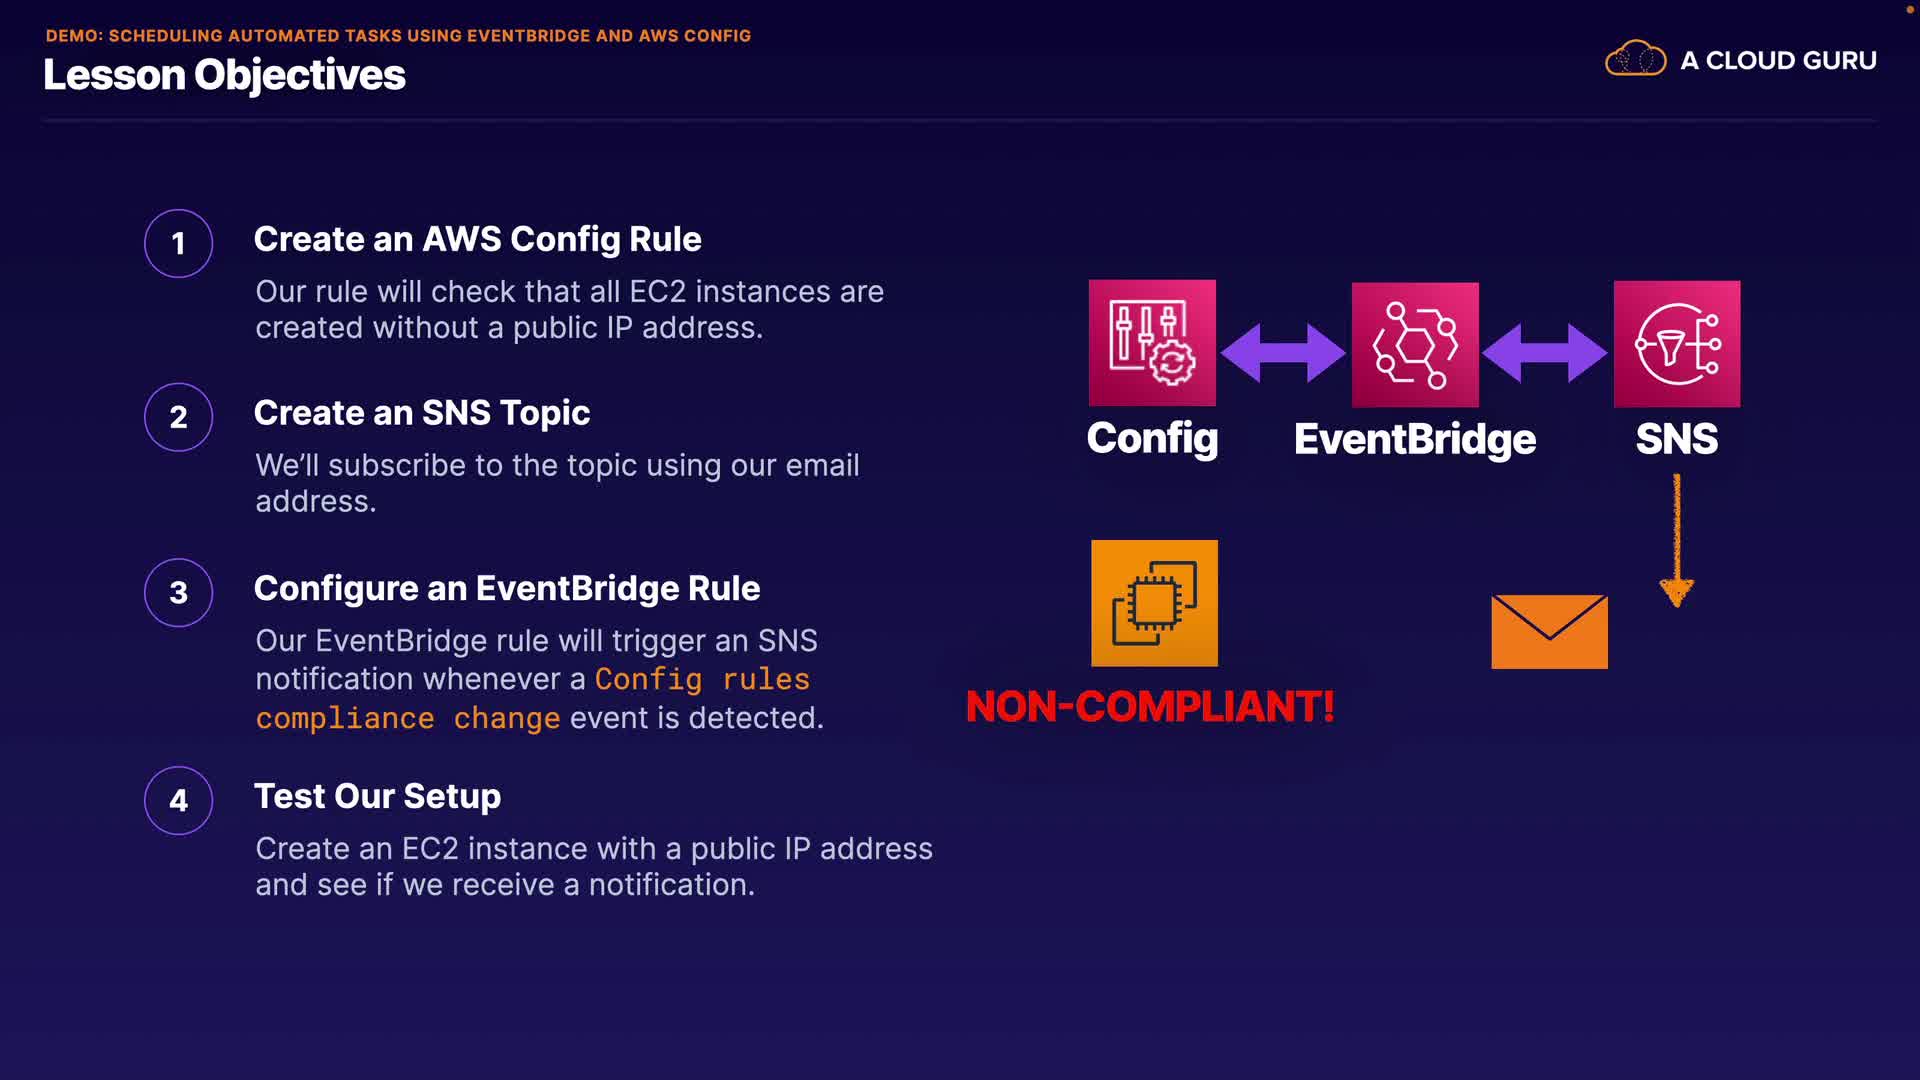 DEMO: SCHEDULING AUTOMATED TASKS USING EVENTBRIDGE AND AWS CONFIG
Lesson Objectives
A CLOUD GURU
1
Create an AWS Config Rule
Our rule will check that all EC2 instances are
created without a public IP address.
2
Create an SNS Topic
We’ll subscribe to the topic using our email
address.
3
Configure an EventBridge Rule
Our EventBridge rule will trigger an SNS
notification whenever a Config rules
compliance change event is detected.
4
Test Our Setup
Create an EC2 instance with a public IP address
and see if we receive a notification.
Config
EventBridge
SNS
NON-COMPLIANT!